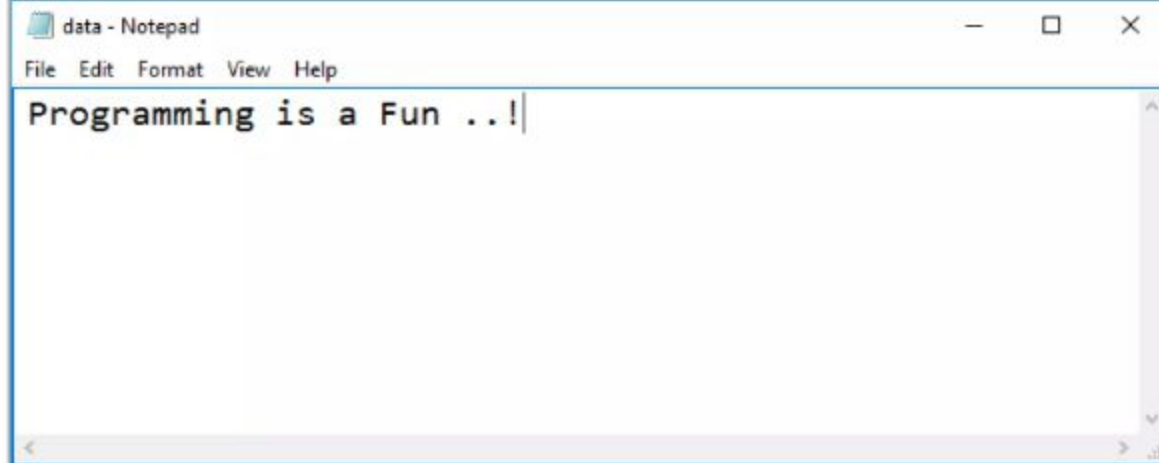 data - Notepad
File Edit Format View Help
Programming is a Fun ..!